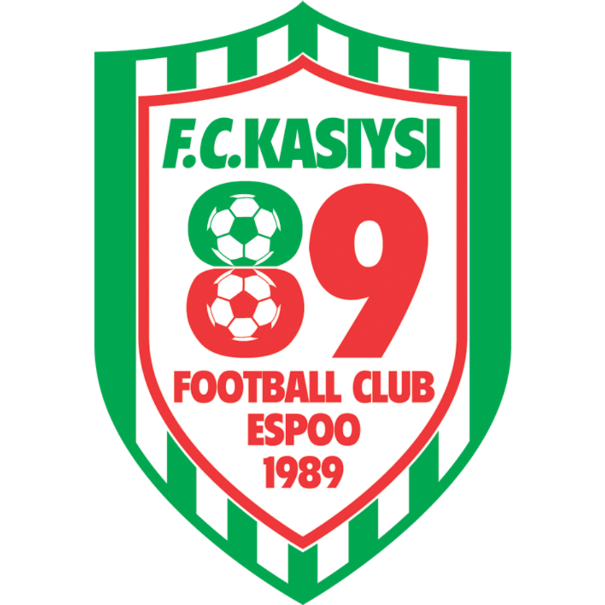 F.C.KASIYSI
89
FOOTBALL CLUB
ESPOO
1989